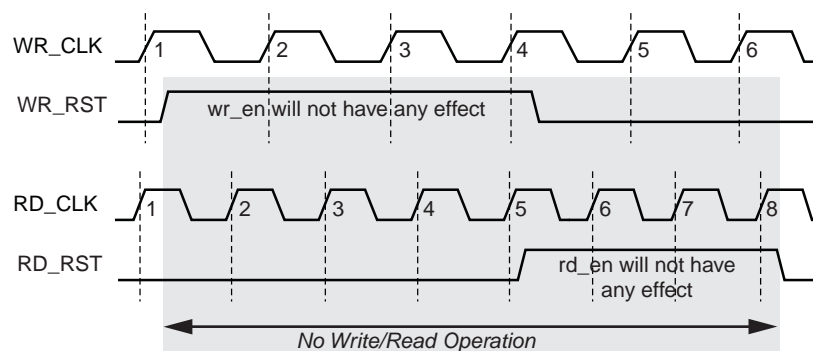 WR_CLK 1 2 3 4 5 6
WR_RST wr_en will not have any effect
RD_CLK 1 2 3 4 5 6 7 8
RD_RST rd_en will not have
any effect
No Write/Read Operation